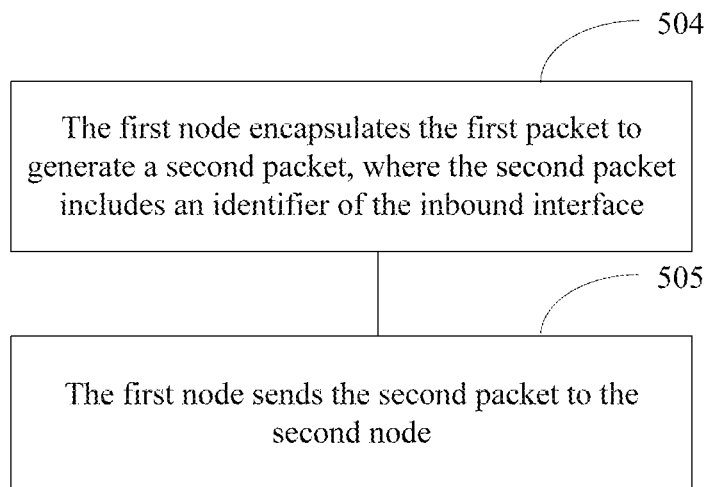 504
The first node encapsulates the first packet to
generate a second packet, where the second packet
includes an identifier of the inbound interface
505
The first node sends the second packet to the
second node